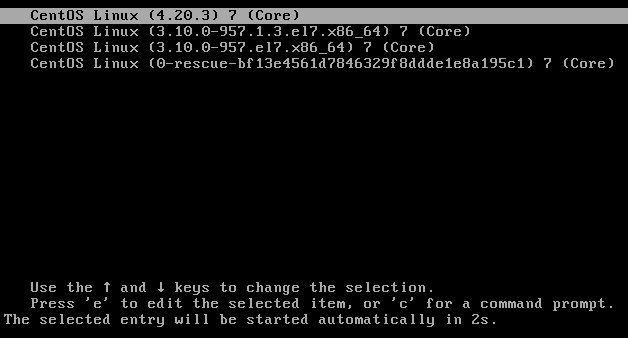 CentOS Linux (4.20.3) 7 (Core)
CentOS Linux (3.10.0-957.1.3.el7.x86_64) 7 (Core)
CentOS Linux (3.10.0-957.el7.x86_64) 7 (Core)
CentOS Linux (0-rescue-bf13e4561d7846329f8ddde1e8a195c1) 7 (Core)
Use the ↑ and ↓ keys to change the selection.
Press 'e' to edit the selected item, or 'c' for a command prompt.
The selected entry will be started automatically in 2s.